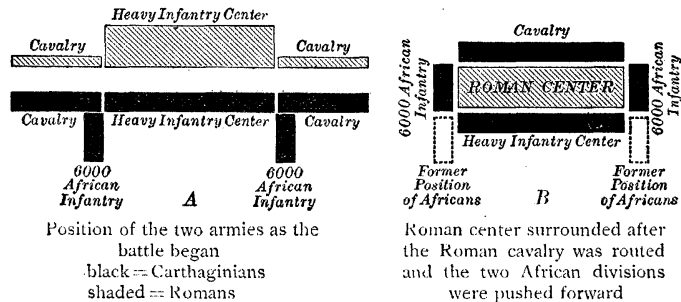 Heavy Infantry Center
Cavalry
Cavalry
Cavalry
Heavy Infantry Center
Cavalry
6000
African
Infantry
A
6000
African
Infantry
Position of the two armies as the
battle began
black = Carthaginians
shaded = Romans
Cavalry
6000 African
Infantry
ROMAN CENTER
6000 African
Infantry
Heavy Infantry Center
Former
Position
of Africans
B
Former
Position
of Africans
Roman center surrounded after
the Roman cavalry was routed
and the two African divisions
were pushed forward